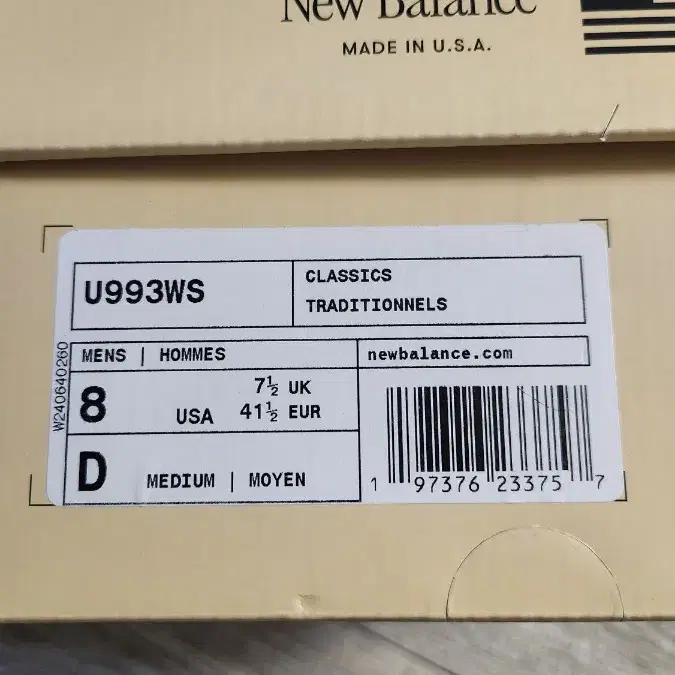 New Balance
MADE IN U.S.A.
U993WS
CLASSICS
TRADITIONNELS
MENS | HOMMES
newbalance.com
8 USA 7½ UK
41½ EUR
D MEDIUM | MOYEN
1 97376 23375 7
W240640260